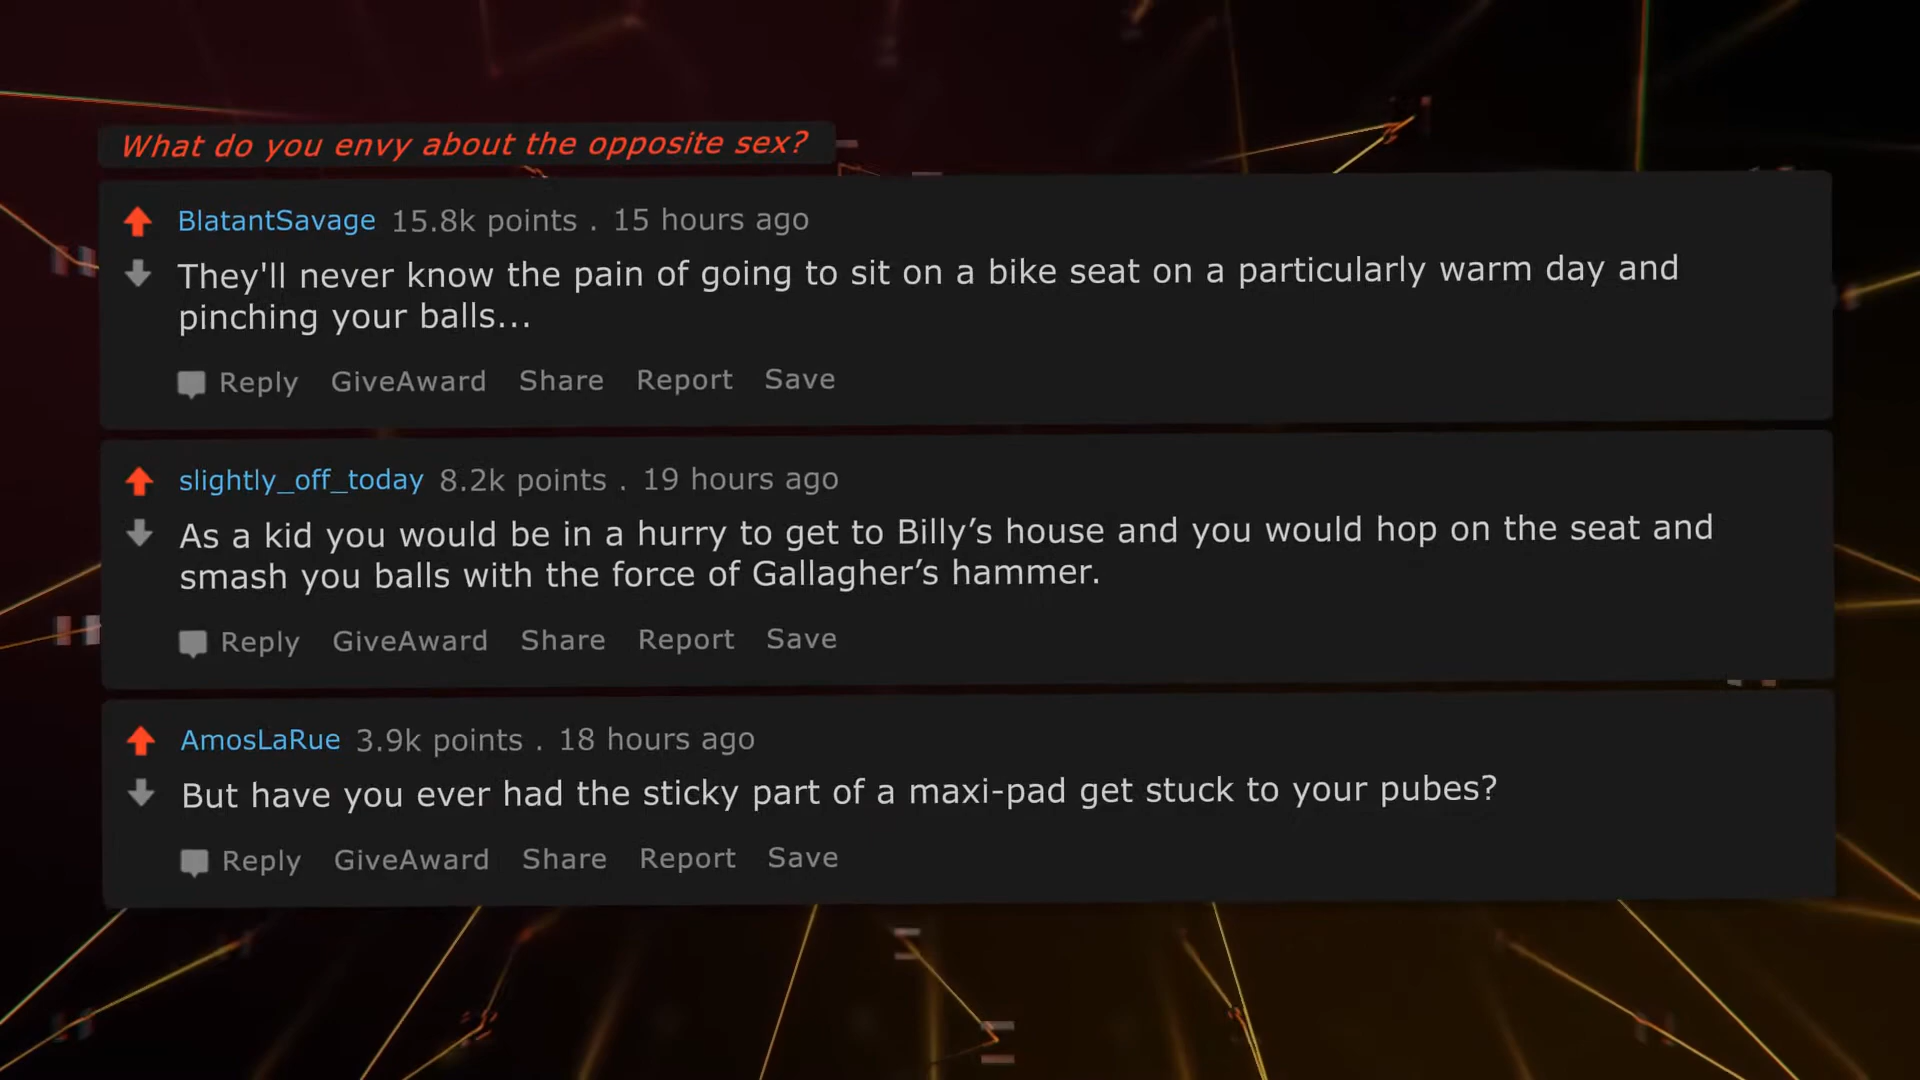 What do you envy about the opposite sex?
BlatantSavage 15.8k points . 15 hours ago
They'll never know the pain of going to sit on a bike seat on a particularly warm day and
pinching your balls...
Reply GiveAward Share Report Save
slightly_off_today 8.2k points . 19 hours ago
As a kid you would be in a hurry to get to Billy’s house and you would hop on the seat and
smash you balls with the force of Gallagher’s hammer.
Reply GiveAward Share Report Save
AmosLaRue 3.9k points . 18 hours ago
But have you ever had the sticky part of a maxi-pad get stuck to your pubes?
Reply GiveAward Share Report Save